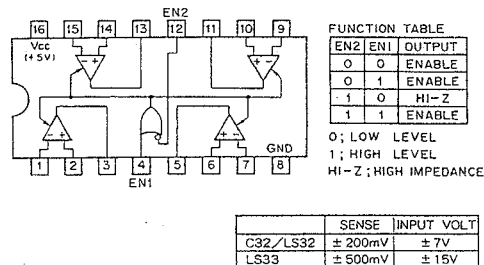 EN2
16 15 14 13 12 11 10 9
Vcc
(+5V)
- + + -
- + + -
GND
1 2 3 4 5 6 7 8
EN1
FUNCTION TABLE
EN2 EN1 OUTPUT
0 0 ENABLE
0 1 ENABLE
1 0 HI-Z
1 1 ENABLE
0; LOW LEVEL
1; HIGH LEVEL
HI-Z; HIGH IMPEDANCE
SENSE INPUT VOLT
C32/LS32 ±200mV ±7V
LS33 ±500mV ±15V